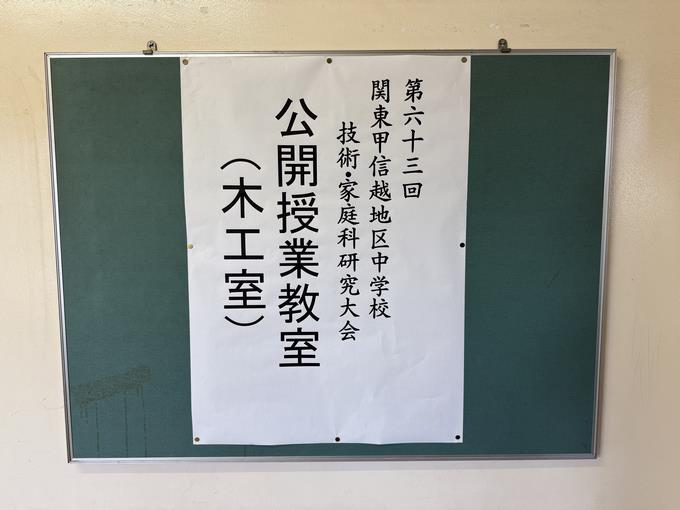 第六十三回
関東甲信越地区中学校
技術・家庭科研究大会
公開授業教室
（木工室）